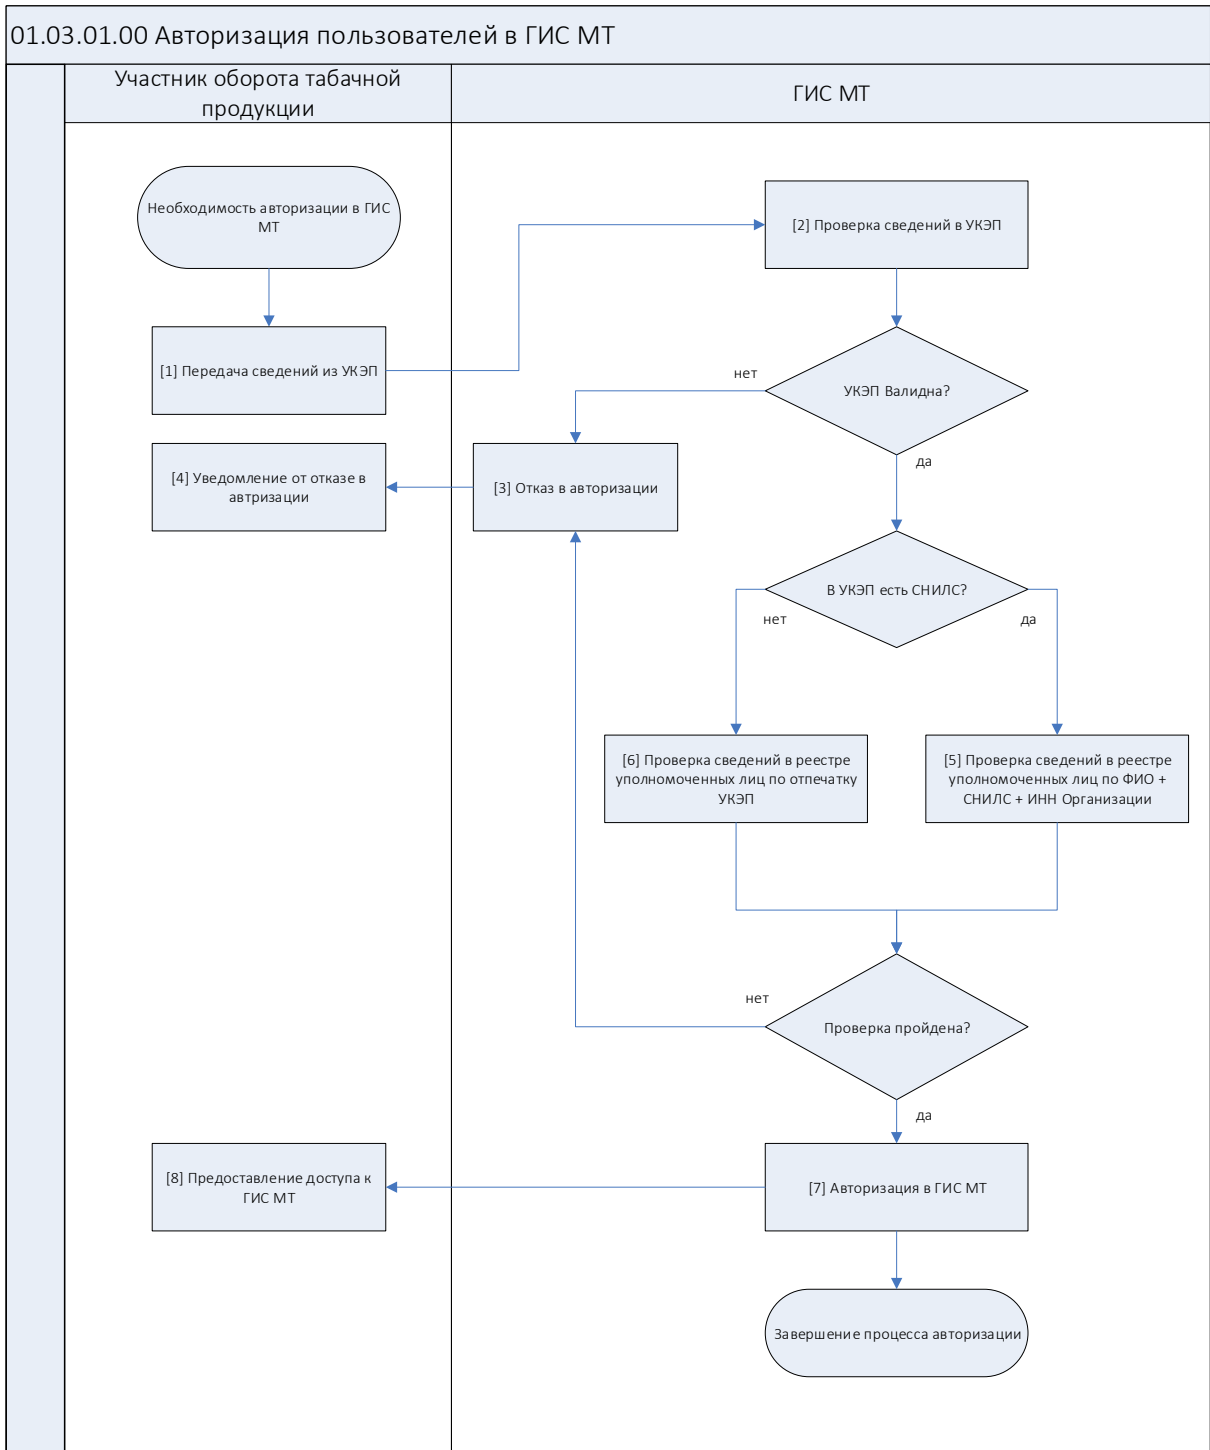 01.03.01.00 Авторизация пользователей в ГИС МТ
Участник оборота табачной
продукции
ГИС МТ
Необходимость авторизации в ГИС
МТ
[2] Проверка сведений в УКЭП
[1] Передача сведений из УКЭП
нет
УКЭП Валидна?
да
[4] Уведомление от отказе в
автризации
[3] Отказ в авторизации
В УКЭП есть СНИЛС?
нет
да
[6] Проверка сведений в реестре
уполномоченных лиц по отпечатку
УКЭП
[5] Проверка сведений в реестре
уполномоченных лиц по ФИО +
СНИЛС + ИНН Организации
нет
Проверка пройдена?
да
[8] Предоставление доступа к
ГИС МТ
[7] Авторизация в ГИС МТ
Завершение процесса авторизации